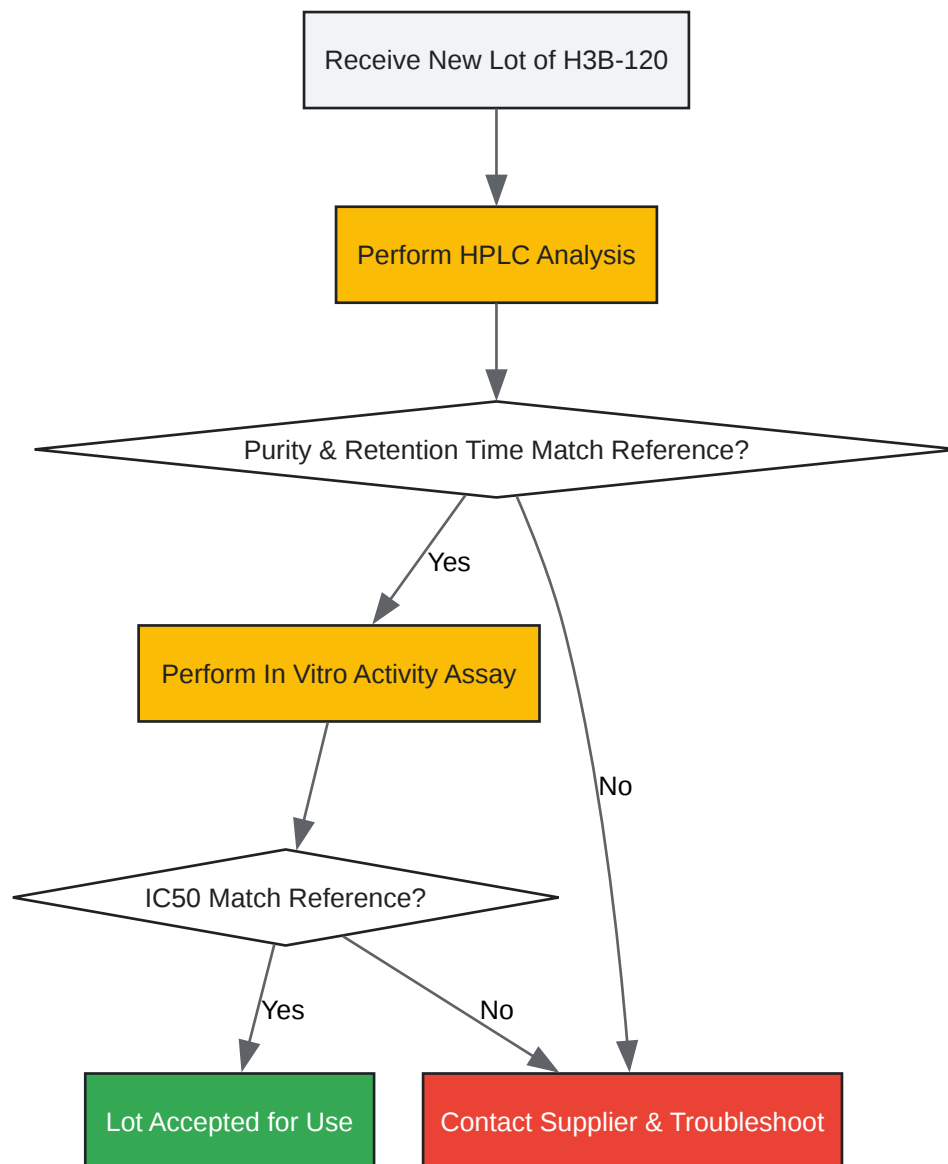 Receive New Lot of H3B-120
Perform HPLC Analysis
Purity & Retention Time Match Reference?
Yes
Perform In Vitro Activity Assay
No
IC50 Match Reference?
Yes
No
Lot Accepted for Use
Contact Supplier & Troubleshoot